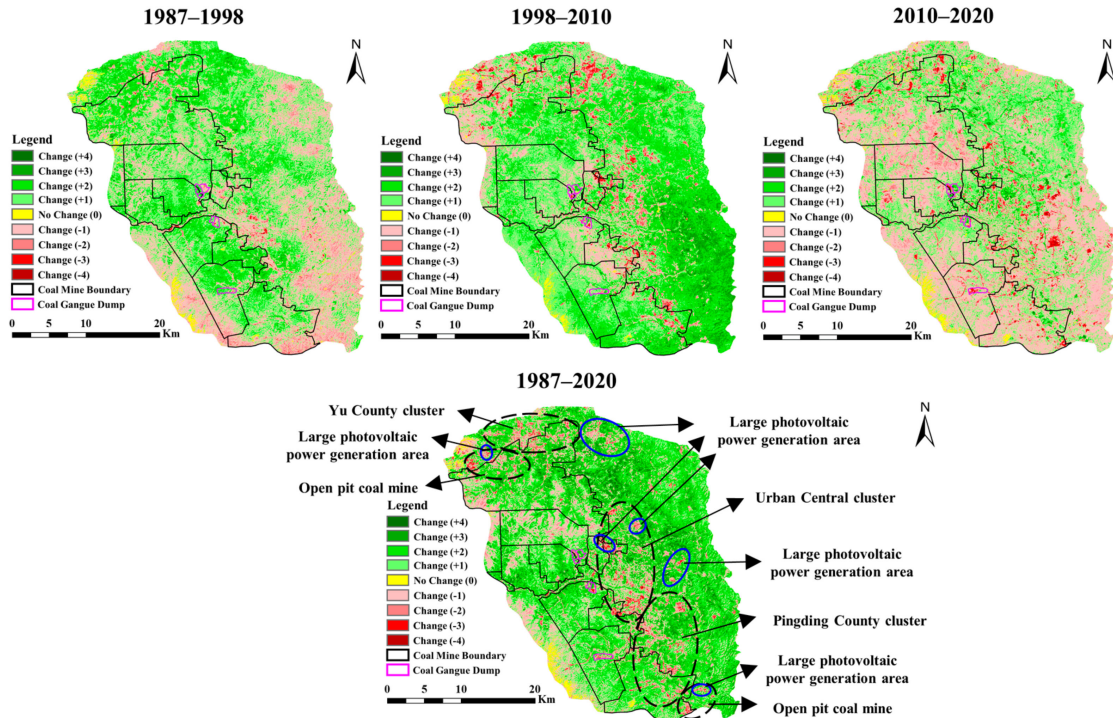 1987–1998
1998–2010
2010–2020
N
N
N
Legend
Change (+4)
Change (+3)
Change (+2)
Change (+1)
No Change (0)
Change (-1)
Change (-2)
Change (-3)
Change (-4)
Coal Mine Boundary
Coal Gangue Dump
0 5 10 20
Km
Legend
Change (+4)
Change (+3)
Change (+2)
Change (+1)
No Change (0)
Change (-1)
Change (-2)
Change (-3)
Change (-4)
Coal Mine Boundary
Coal Gangue Dump
0 5 10 20
Km
Legend
Change (+4)
Change (+3)
Change (+2)
Change (+1)
No Change (0)
Change (-1)
Change (-2)
Change (-3)
Change (-4)
Coal Mine Boundary
Coal Gangue Dump
0 5 10 20
Km
1987–2020
N
Yu County cluster
Large photovoltaic
power generation area
Open pit coal mine
Legend
Change (+4)
Change (+3)
Change (+2)
Change (+1)
No Change (0)
Change (-1)
Change (-2)
Change (-3)
Change (-4)
Coal Mine Boundary
Coal Gangue Dump
0 5 10 20
Km
Large photovoltaic
power generation area
Urban Central cluster
Large photovoltaic
power generation area
Pingding County cluster
Large photovoltaic
power generation area
Open pit coal mine